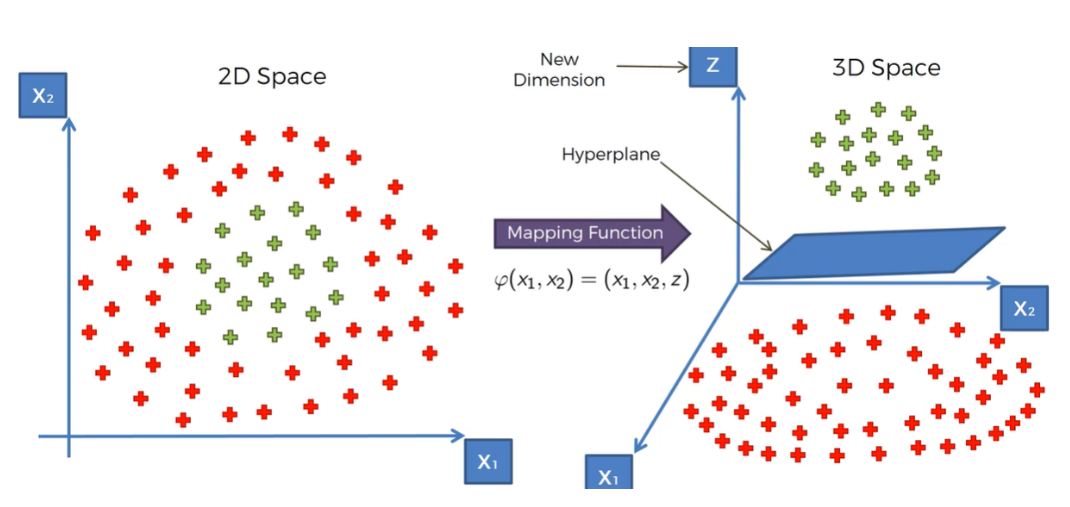 2D Space
X₂
X₁
Mapping Function
φ(x₁, x₂) = (x₁, x₂, z)
New
Dimension
Z
3D Space
Hyperplane
X₂
X₁